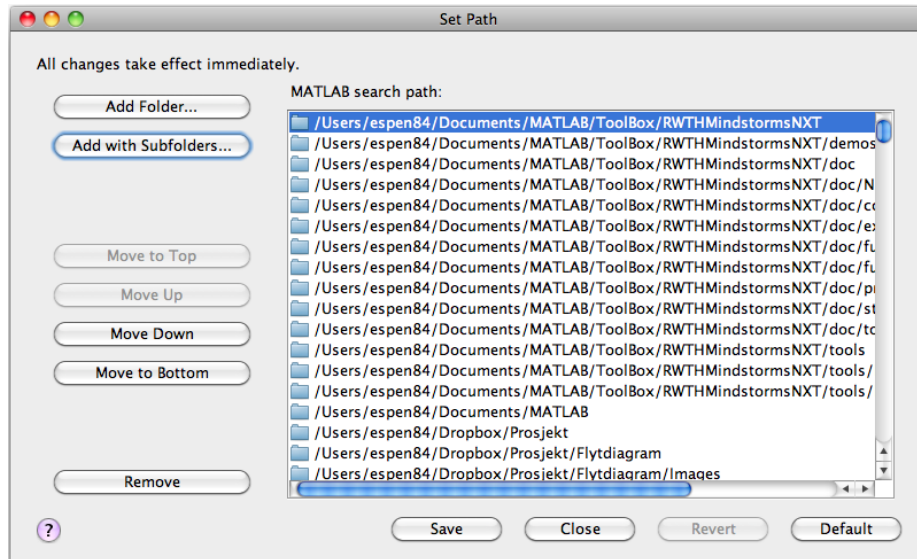 Set Path
All changes take effect immediately.
MATLAB search path:
Add Folder...
Add with Subfolders...
Move to Top
Move Up
Move Down
Move to Bottom
Remove
/Users/espen84/Documents/MATLAB/ToolBox/RWTHMindstormsNXT
/Users/espen84/Documents/MATLAB/ToolBox/RWTHMindstormsNXT/demos
/Users/espen84/Documents/MATLAB/ToolBox/RWTHMindstormsNXT/doc
/Users/espen84/Documents/MATLAB/ToolBox/RWTHMindstormsNXT/doc/N
/Users/espen84/Documents/MATLAB/ToolBox/RWTHMindstormsNXT/doc/co
/Users/espen84/Documents/MATLAB/ToolBox/RWTHMindstormsNXT/doc/ex
/Users/espen84/Documents/MATLAB/ToolBox/RWTHMindstormsNXT/doc/fu
/Users/espen84/Documents/MATLAB/ToolBox/RWTHMindstormsNXT/doc/fu
/Users/espen84/Documents/MATLAB/ToolBox/RWTHMindstormsNXT/doc/pr
/Users/espen84/Documents/MATLAB/ToolBox/RWTHMindstormsNXT/doc/st
/Users/espen84/Documents/MATLAB/ToolBox/RWTHMindstormsNXT/doc/to
/Users/espen84/Documents/MATLAB/ToolBox/RWTHMindstormsNXT/tools
/Users/espen84/Documents/MATLAB/ToolBox/RWTHMindstormsNXT/tools/
/Users/espen84/Documents/MATLAB/ToolBox/RWTHMindstormsNXT/tools/
/Users/espen84/Documents/MATLAB
/Users/espen84/Dropbox/Prosjekt
/Users/espen84/Dropbox/Prosjekt/Flytdiagram
/Users/espen84/Dropbox/Prosjekt/Flytdiagram/Images
? Save Close Revert Default